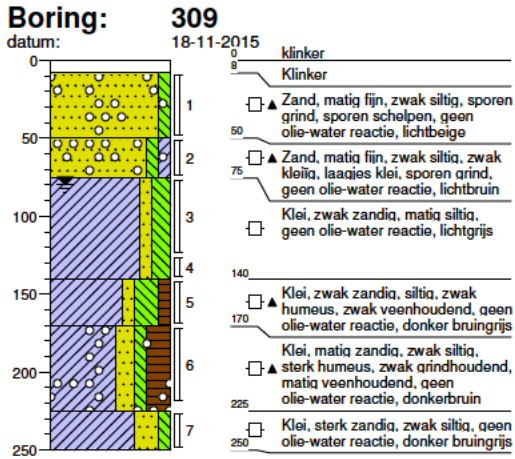 Boring: 309
datum: 18-11-2015
0
50
100
150
200
250
1
2
3
4
5
6
7
0
klinker
8
Klinker
Zand, matig fijn, zwak siltig, sporen
grind, sporen schelpen, geen
olie-water reactie, lichtbeige
50
Zand, matig fijn, zwak siltig, zwak
kleiïg, laagjes klei, sporen grind,
geen olie-water reactie, lichtbruin
75
Klei, zwak zandig, matig siltig,
geen olie-water reactie, lichtgrijs
140
Klei, zwak zandig, siltig, zwak
humeus, zwak veenhoudend, geen
olie-water reactie, donker bruingrijs
170
Klei, matig zandig, zwak siltig,
sterk humeus, zwak grindhoudend,
matig veenhoudend, geen
olie-water reactie, donkerbruin
225
Klei, sterk zandig, zwak siltig, geen
olie-water reactie, donker bruingrijs
250